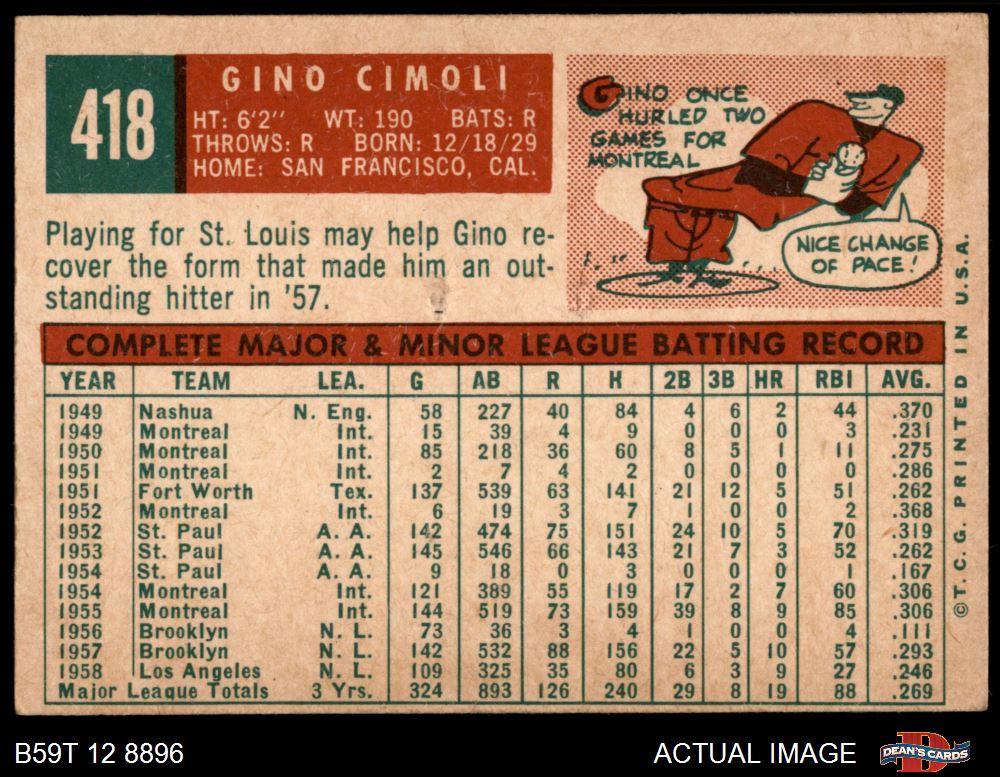 418
GINO CIMOLI
HT: 6'2" WT: 190 BATS: R
THROWS: R BORN: 12/18/29
HOME: SAN FRANCISCO, CAL.
GINO ONCE
HURLED TWO
GAMES FOR
MONTREAL
NICE CHANGE
OF PACE!
Playing for St. Louis may help Gino re-
cover the form that made him an out-
standing hitter in '57.
COMPLETE MAJOR & MINOR LEAGUE BATTING RECORD
YEAR TEAM LEA. G AB R H 2B 3B HR RBI AVG.
1949 Nashua N. Eng. 58 227 40 84 4 6 2 44 .370
1949 Montreal Int. 15 39 4 9 0 0 0 3 .231
1950 Montreal Int. 85 218 36 60 8 5 1 11 .275
1951 Montreal Int. 2 7 4 2 0 0 0 0 .286
1951 Fort Worth Tex. 137 539 63 141 21 12 5 51 .262
1952 Montreal Int. 6 19 3 7 1 0 0 2 .368
1952 St. Paul A. A. 142 474 75 151 24 10 5 70 .319
1953 St. Paul A. A. 145 546 66 143 21 7 3 52 .262
1954 St. Paul A. A. 9 18 0 3 0 0 0 1 .167
1954 Montreal Int. 121 389 55 119 17 2 7 60 .306
1955 Montreal Int. 144 519 73 159 39 8 9 85 .306
1956 Brooklyn N. L. 73 36 3 4 1 0 0 4 .111
1957 Brooklyn N. L. 142 532 88 156 22 5 10 57 .293
1958 Los Angeles N. L. 109 325 35 80 6 3 9 27 .246
Major League Totals 3 Yrs. 324 893 126 240 29 8 19 88 .269
©T.C.G. PRINTED IN U.S.A.
B59T 12 8896
ACTUAL IMAGE
D
DEAN'S CARDS